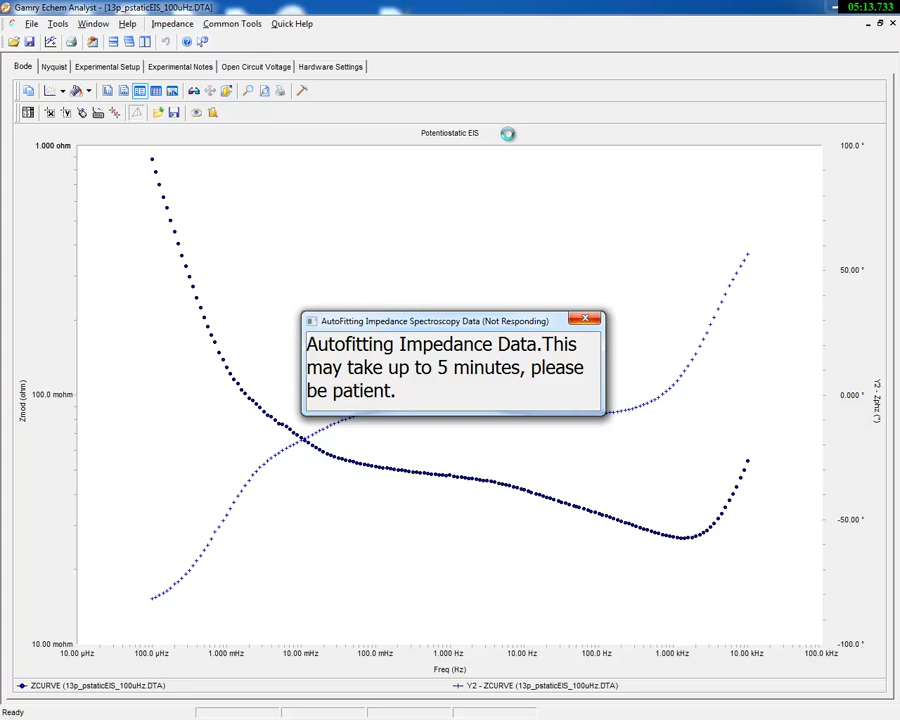 Gamry Echem Analyst - [13p_pstaticEIS_100uHz.DTA]
05:13.733
File Tools Window Help Impedance Common Tools Quick Help
Bode Nyquist Experimental Setup Experimental Notes Open Circuit Voltage Hardware Settings
Potentiostatic EIS
1.000 ohm
100.0 mohm
10.00 mohm
Zmod (ohm)
100.0 °
50.00 °
0.000 °
-50.00 °
-100.0 °
Y2 - Zphz (°)
AutoFitting Impedance Spectroscopy Data (Not Responding)
Autofitting Impedance Data.This
may take up to 5 minutes, please
be patient.
10.00 µHz 100.0 µHz 1.000 mHz 10.00 mHz 100.0 mHz 1.000 Hz 10.00 Hz 100.0 Hz 1.000 kHz 10.00 kHz 100.0 kHz
Freq (Hz)
ZCURVE (13p_pstaticEIS_100uHz.DTA)
Y2 - ZCURVE (13p_pstaticEIS_100uHz.DTA)
Ready